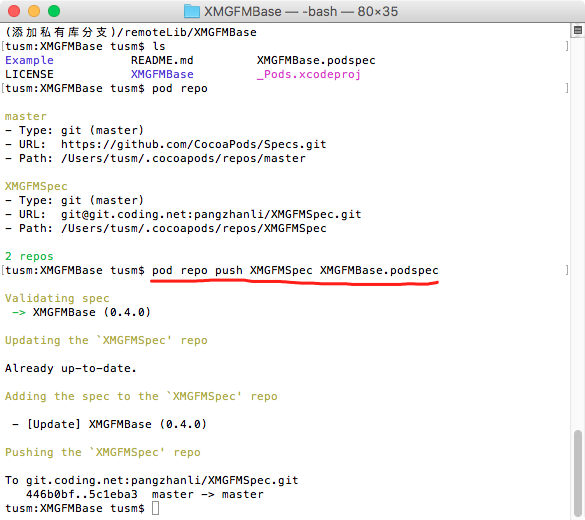 XMGFMBase — -bash — 80×35
(添加私有库分支)/remoteLib/XMGFMBase
[tusm:XMGFMBase tusm$ ls ]
Example README.md XMGFMBase.podspec
LICENSE XMGFMBase _Pods.xcodeproj
[tusm:XMGFMBase tusm$ pod repo ]
master
- Type: git (master)
- URL: https://github.com/CocoaPods/Specs.git
- Path: /Users/tusm/.cocoapods/repos/master
XMGFMSpec
- Type: git (master)
- URL: git@git.coding.net:pangzhanli/XMGFMSpec.git
- Path: /Users/tusm/.cocoapods/repos/XMGFMSpec
2 repos
[tusm:XMGFMBase tusm$ pod repo push XMGFMSpec XMGFMBase.podspec ]
Validating spec
-> XMGFMBase (0.4.0)
Updating the `XMGFMSpec' repo
Already up-to-date.
Adding the spec to the `XMGFMSpec' repo
- [Update] XMGFMBase (0.4.0)
Pushing the `XMGFMSpec' repo
To git.coding.net:pangzhanli/XMGFMSpec.git
446b0bf..5c1eba3 master -> master
tusm:XMGFMBase tusm$